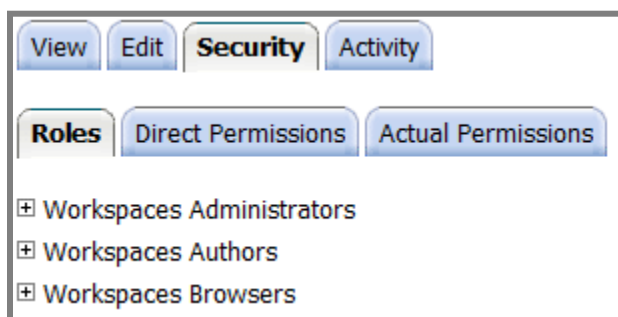 View Edit Security Activity
Roles Direct Permissions Actual Permissions
Workspaces Administrators
Workspaces Authors
Workspaces Browsers